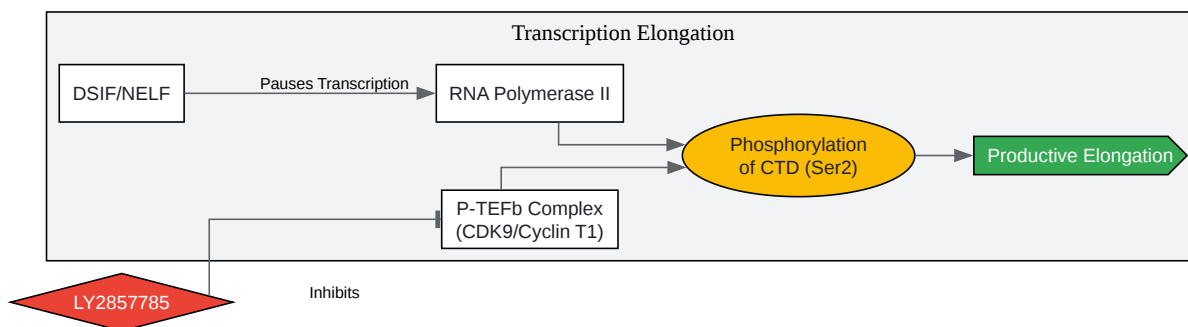 Transcription Elongation
DSIF/NELF
Pauses Transcription
RNA Polymerase II
Phosphorylation
of CTD (Ser2)
Productive Elongation
P-TEFb Complex
(CDK9/Cyclin T1)
LY2857785
Inhibits